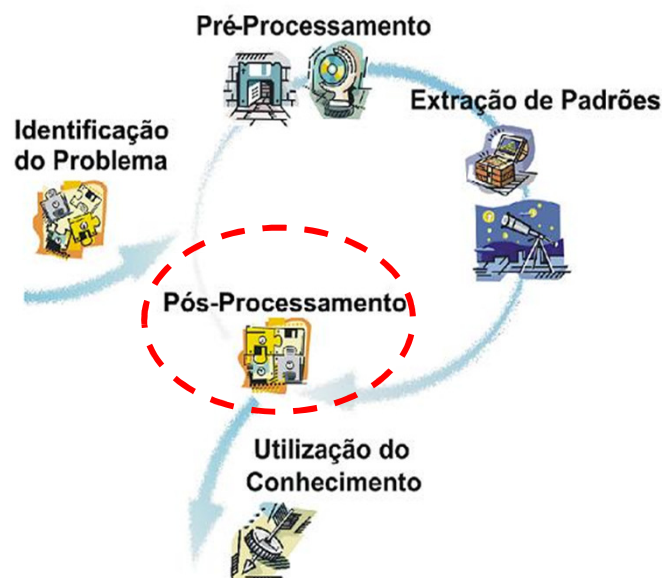 Pré-Processamento
Extração de Padrões
Identificação
do Problema
Pós-Processamento
Utilização do
Conhecimento